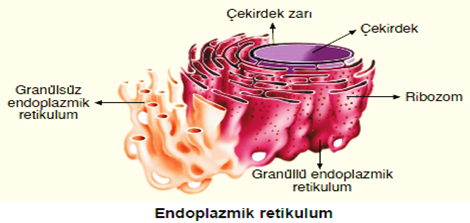 Çekirdek zarı
Çekirdek
Granülsüz
endoplazmik
retikulum
Ribozom
Granüllü endoplazmik
retikulum
Endoplazmik retikulum